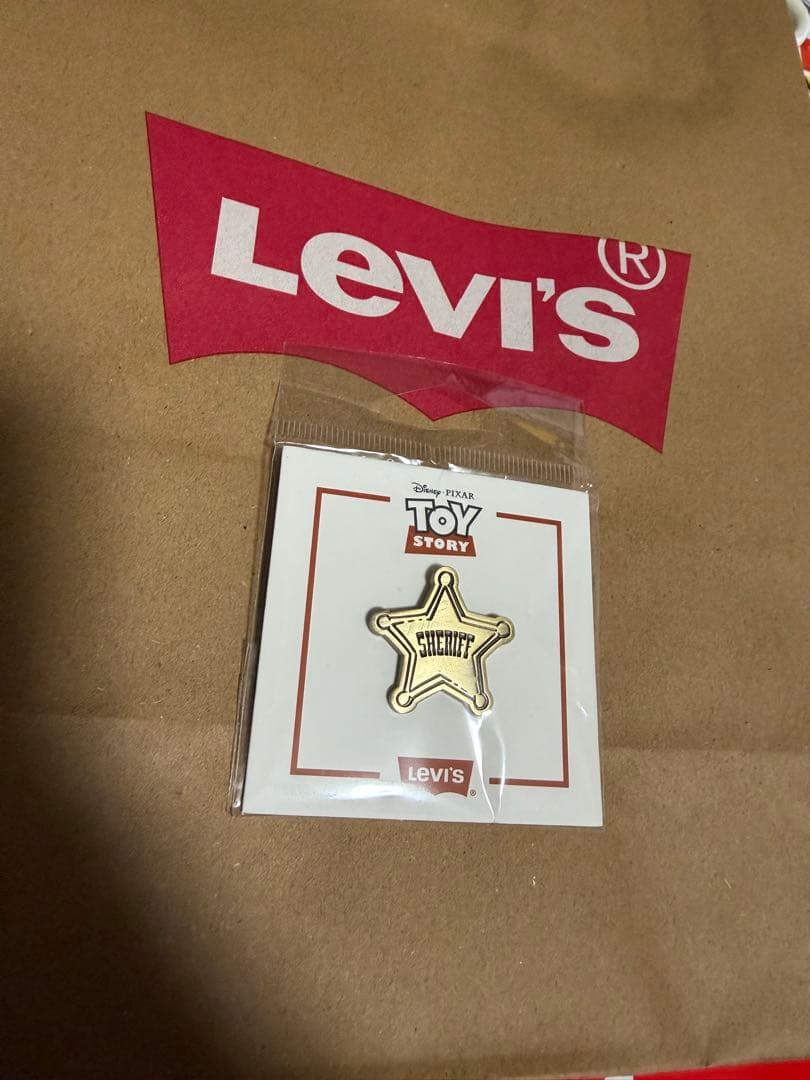 LEVI'S®
Disney · PIXAR
TOY
STORY
SHERIFF
LEVI'S®